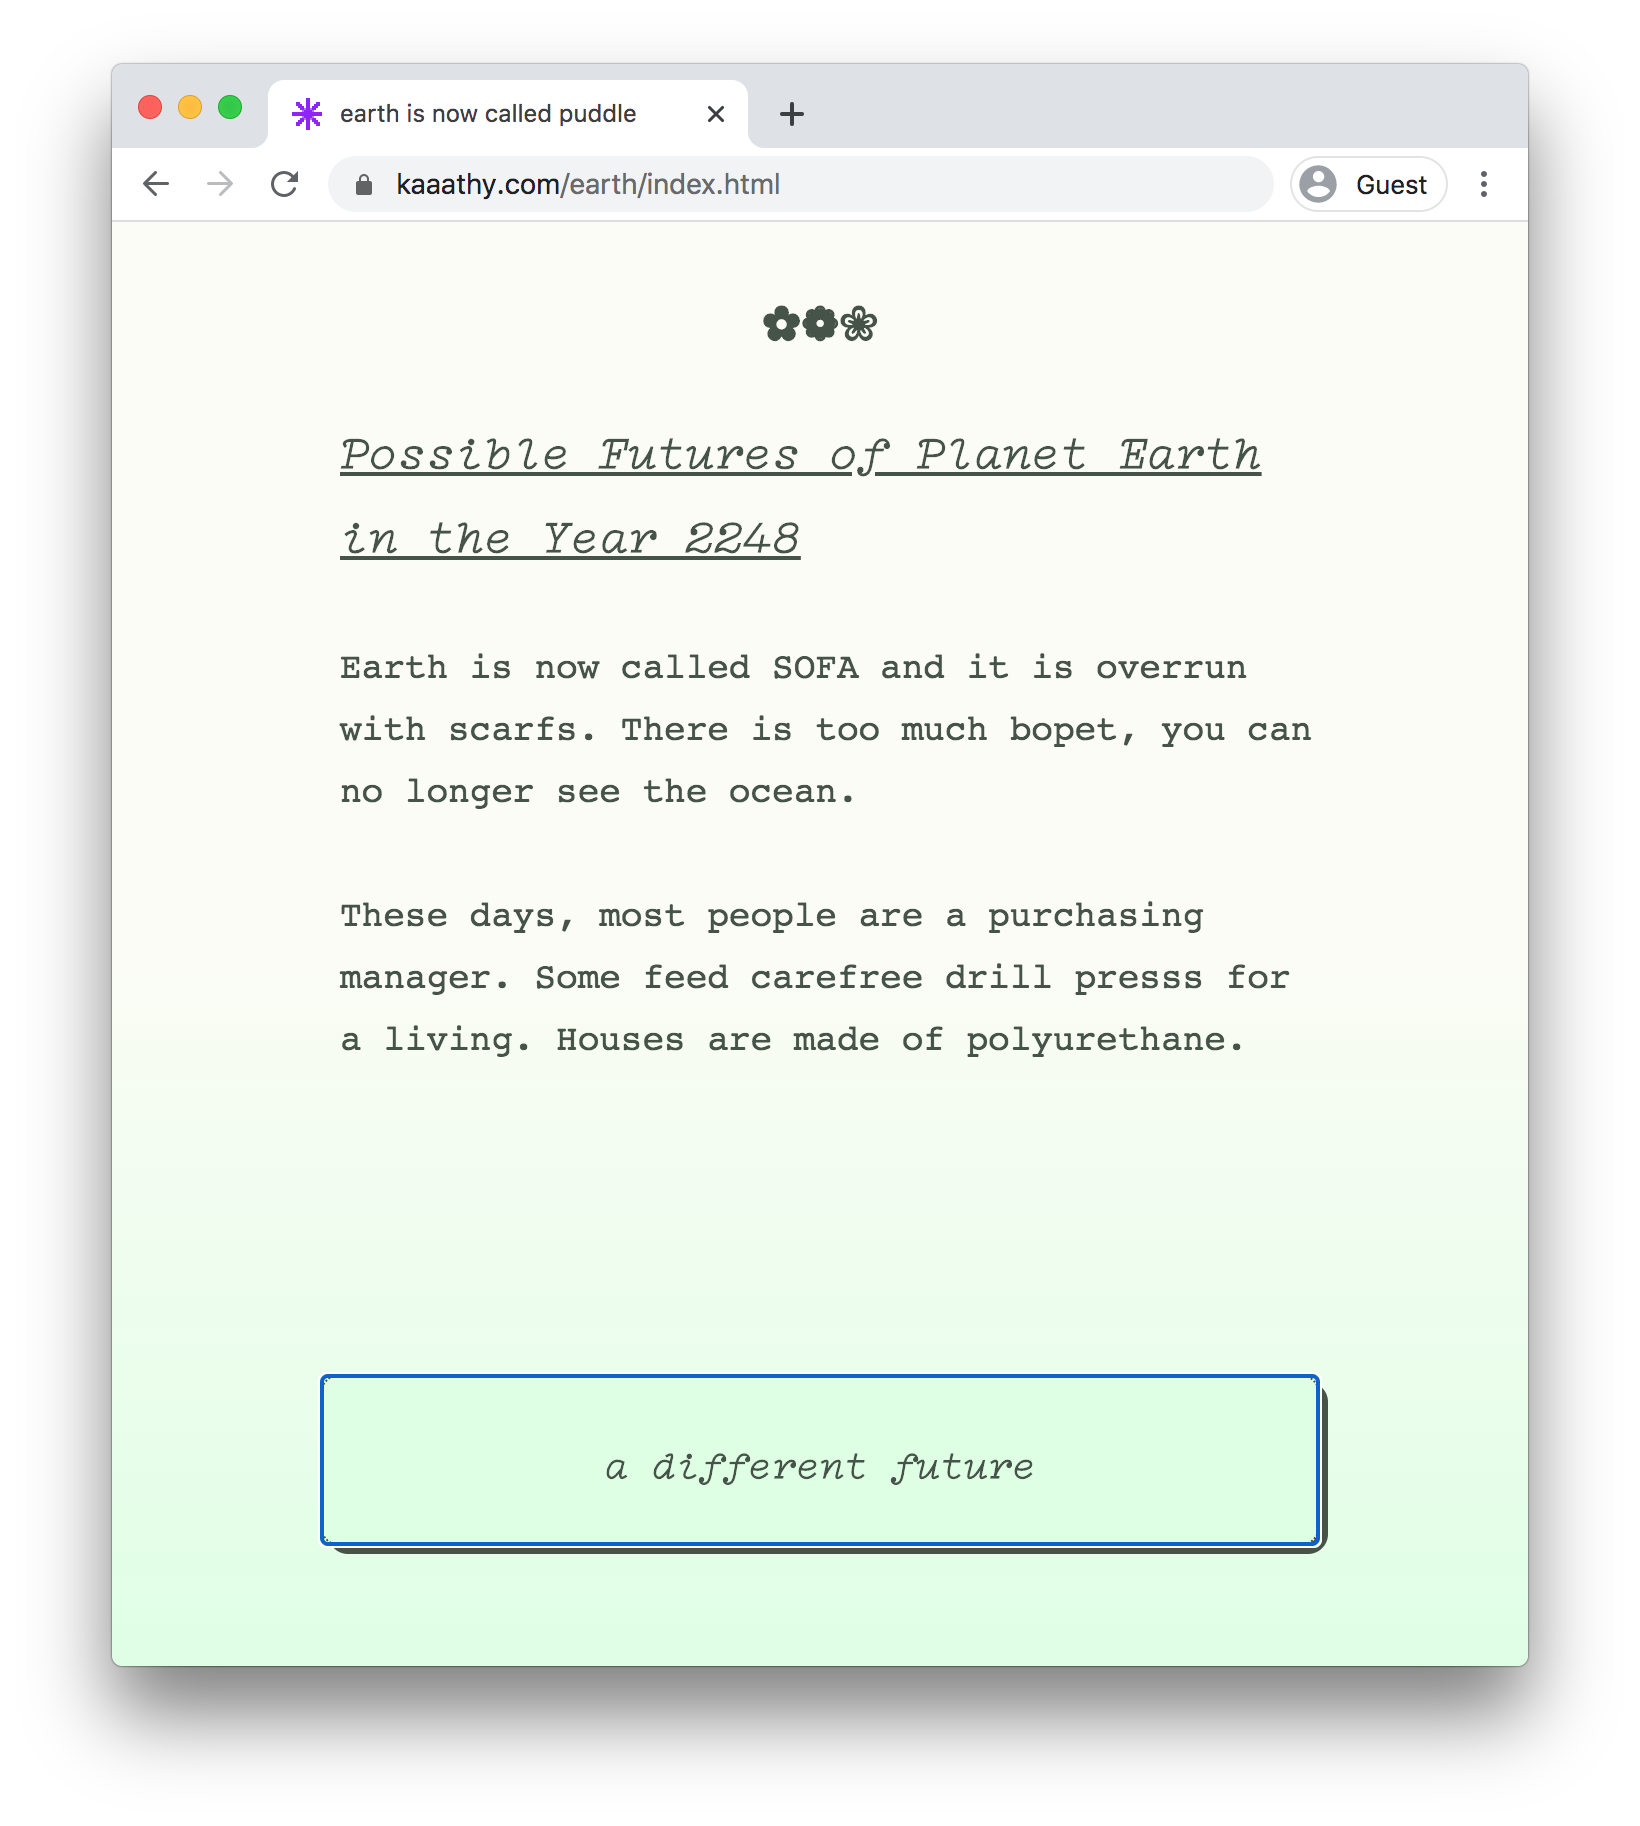 earth is now called puddle
kaaathy.com/earth/index.html
Guest
✿❁❀
Possible Futures of Planet Earth
in the Year 2248
Earth is now called SOFA and it is overrun
with scarfs. There is too much bopet, you can
no longer see the ocean.
These days, most people are a purchasing
manager. Some feed carefree drill presss for
a living. Houses are made of polyurethane.
a different future